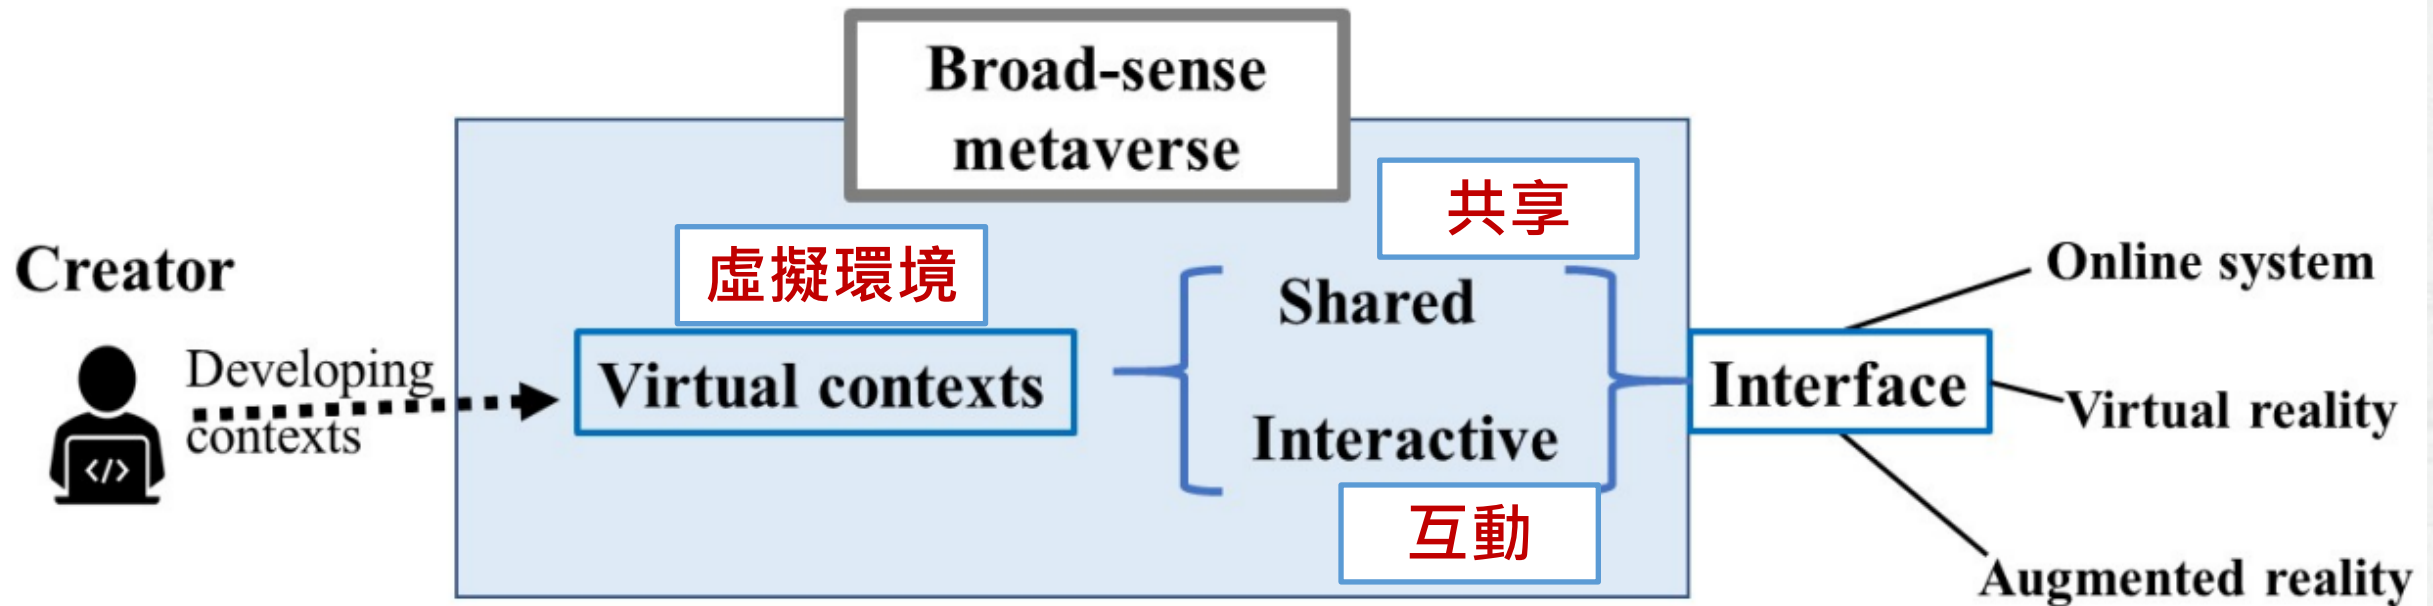 Broad-sense
metaverse
Creator
Developing
contexts
</>
虛擬環境
Virtual contexts
共享
Shared
Interactive
互動
Interface
Online system
Virtual reality
Augmented reality